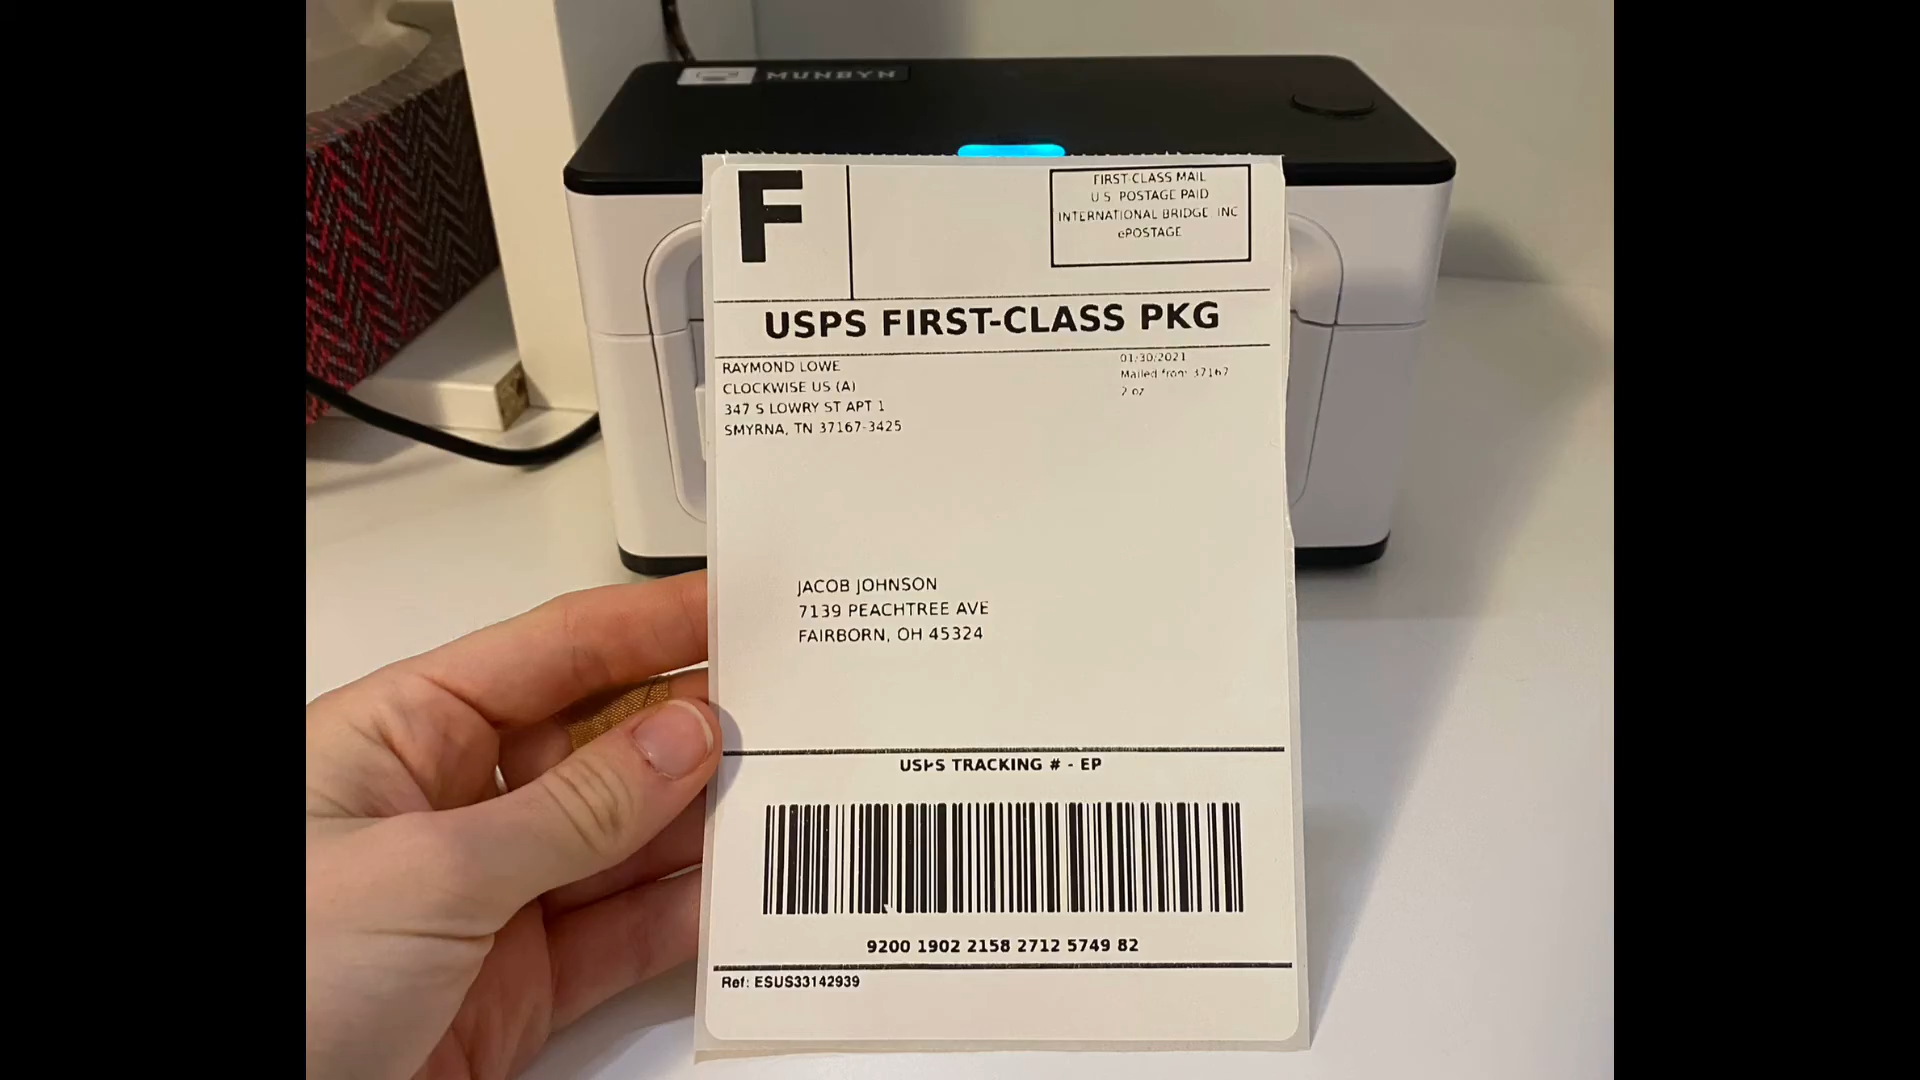 MUNBYN
F
FIRST-CLASS MAIL
U.S. POSTAGE PAID
INTERNATIONAL BRIDGE INC
ePOSTAGE
USPS FIRST-CLASS PKG
RAYMOND LOWE
CLOCKWISE US (A)
347 S LOWRY ST APT 1
SMYRNA, TN 37167-3425
01/30/2021
Mailed from 37167
2 oz
JACOB JOHNSON
7139 PEACHTREE AVE
FAIRBORN, OH 45324
USPS TRACKING # - EP
9200 1902 2158 2712 5749 82
Ref: ESUS33142939